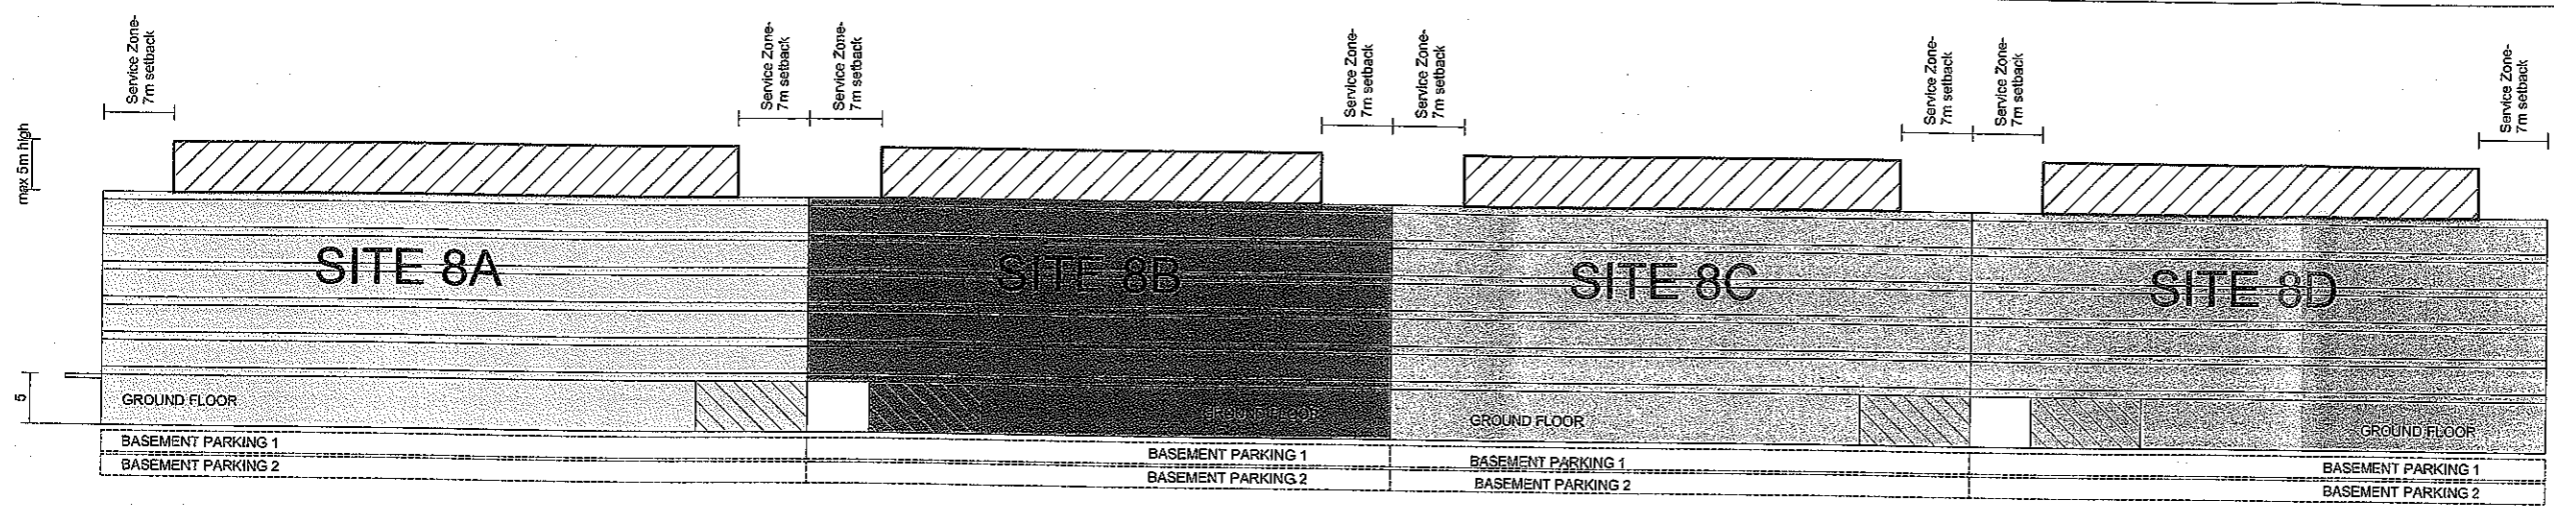 Service Zone-
7m setback
Service Zone-
7m setback
Service Zone-
7m setback
Service Zone-
7m setback
Service Zone-
7m setback
Service Zone-
7m setback
Service Zone-
7m setback
Service Zone-
7m setback
max 5m high
SITE 8A
SITE 8B
SITE 8C
SITE 8D
5
GROUND FLOOR
GROUND FLOOR
GROUND FLOOR
GROUND FLOOR
BASEMENT PARKING 1
BASEMENT PARKING 1
BASEMENT PARKING 1
BASEMENT PARKING 1
BASEMENT PARKING 2
BASEMENT PARKING 2
BASEMENT PARKING 2
BASEMENT PARKING 2